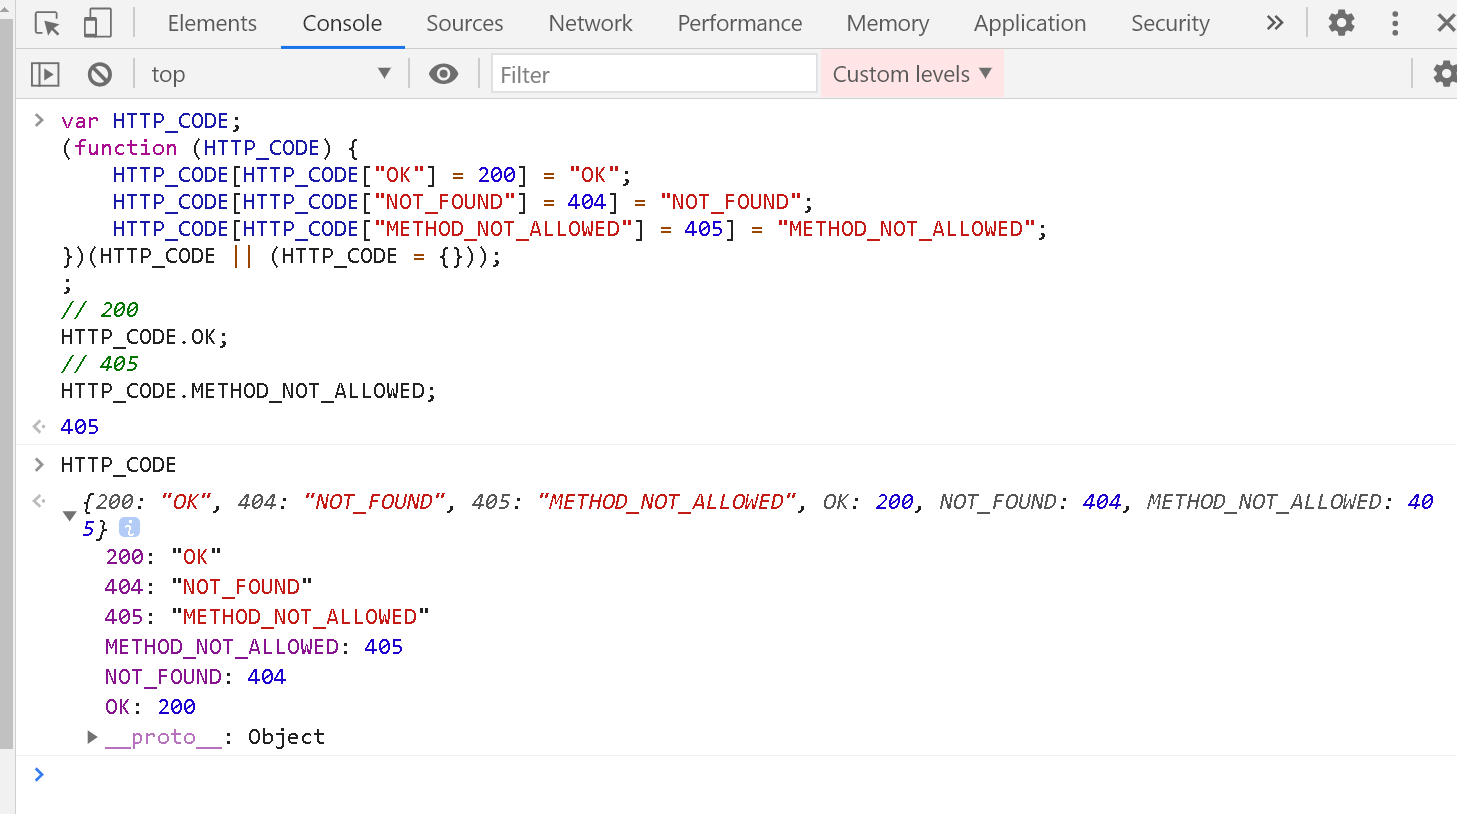 Elements Console Sources Network Performance Memory Application Security »
top Filter Custom levels
var HTTP_CODE;
(function (HTTP_CODE) {
    HTTP_CODE[HTTP_CODE["OK"] = 200] = "OK";
    HTTP_CODE[HTTP_CODE["NOT_FOUND"] = 404] = "NOT_FOUND";
    HTTP_CODE[HTTP_CODE["METHOD_NOT_ALLOWED"] = 405] = "METHOD_NOT_ALLOWED";
})(HTTP_CODE || (HTTP_CODE = {}));
;
// 200
HTTP_CODE.OK;
// 405
HTTP_CODE.METHOD_NOT_ALLOWED;
405
HTTP_CODE
{200: "OK", 404: "NOT_FOUND", 405: "METHOD_NOT_ALLOWED", OK: 200, NOT_FOUND: 404, METHOD_NOT_ALLOWED: 40
5} i
200: "OK"
404: "NOT_FOUND"
405: "METHOD_NOT_ALLOWED"
METHOD_NOT_ALLOWED: 405
NOT_FOUND: 404
OK: 200
__proto__: Object